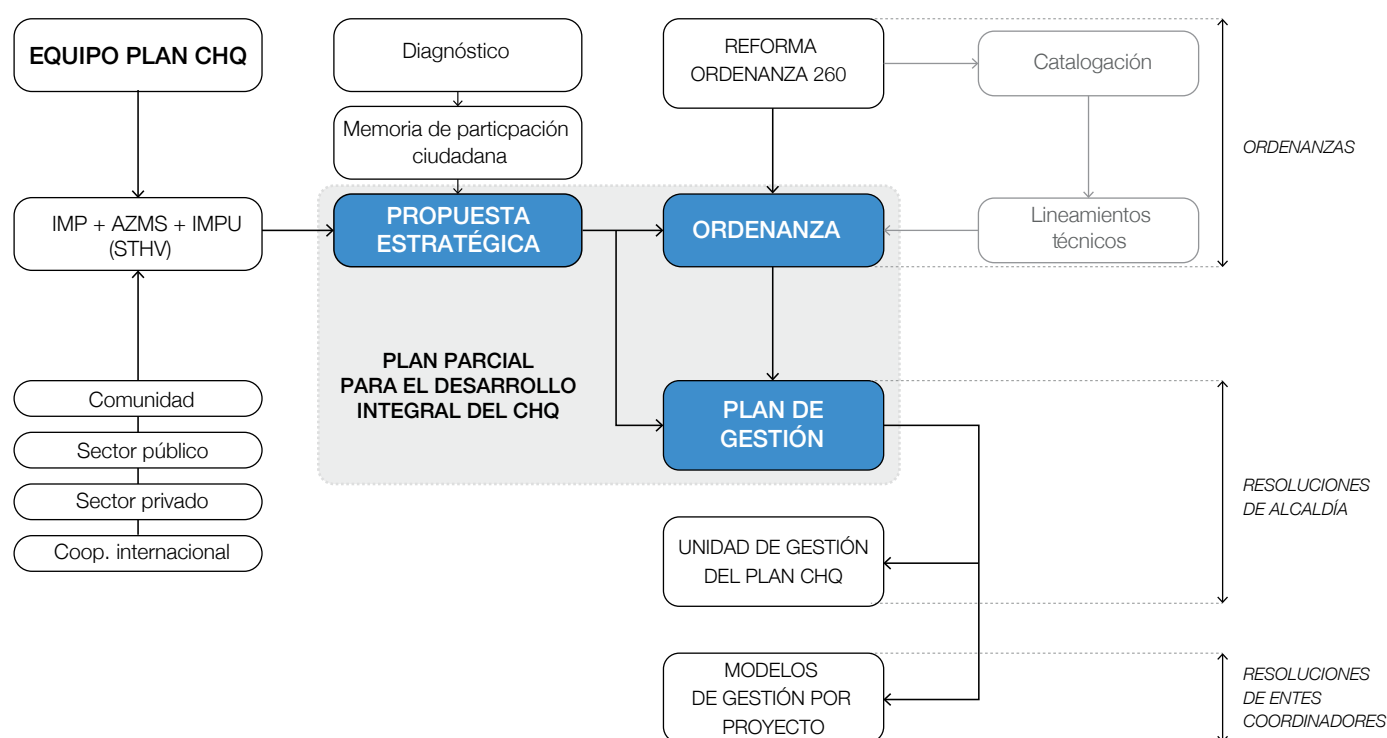 EQUIPO PLAN CHQ
Diagnóstico
REFORMA
ORDENANZA 260
Catalogación
Memoria de particpación
ciudadana
ORDENANZAS
IMP + AZMS + IMPU
(STHV)
PROPUESTA
ESTRATÉGICA
ORDENANZA
Lineamientos
técnicos
PLAN PARCIAL
PARA EL DESARROLLO
INTEGRAL DEL CHQ
Comunidad
Sector público
Sector privado
Coop. internacional
PLAN DE
GESTIÓN
RESOLUCIONES
DE ALCALDÍA
UNIDAD DE GESTIÓN
DEL PLAN CHQ
MODELOS
DE GESTIÓN POR
PROYECTO
RESOLUCIONES
DE ENTES
COORDINADORES